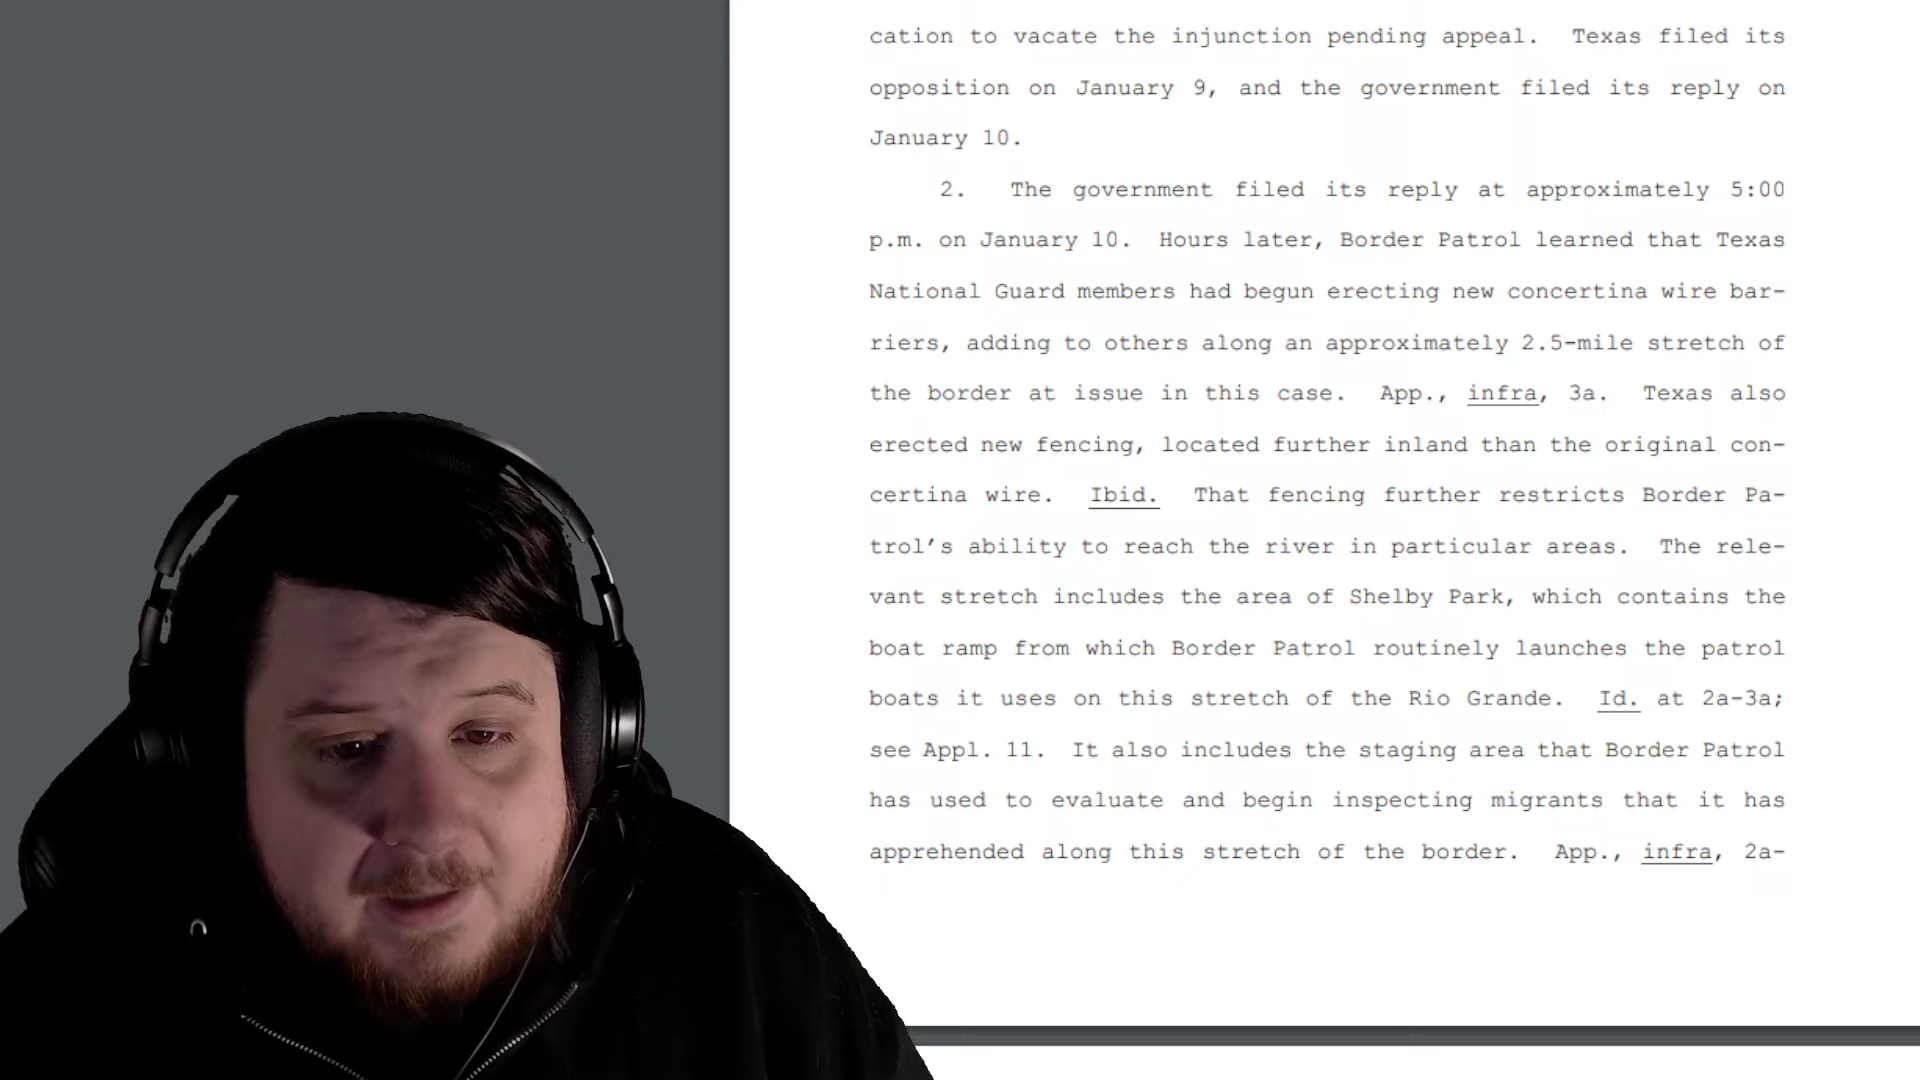 cation to vacate the injunction pending appeal. Texas filed its
opposition on January 9, and the government filed its reply on
January 10.
2. The government filed its reply at approximately 5:00
p.m. on January 10. Hours later, Border Patrol learned that Texas
National Guard members had begun erecting new concertina wire bar-
riers, adding to others along an approximately 2.5-mile stretch of
the border at issue in this case. App., infra, 3a. Texas also
erected new fencing, located further inland than the original con-
certina wire. Ibid. That fencing further restricts Border Pa-
trol’s ability to reach the river in particular areas. The rele-
vant stretch includes the area of Shelby Park, which contains the
boat ramp from which Border Patrol routinely launches the patrol
boats it uses on this stretch of the Rio Grande. Id. at 2a-3a;
see Appl. 11. It also includes the staging area that Border Patrol
has used to evaluate and begin inspecting migrants that it has
apprehended along this stretch of the border. App., infra, 2a-